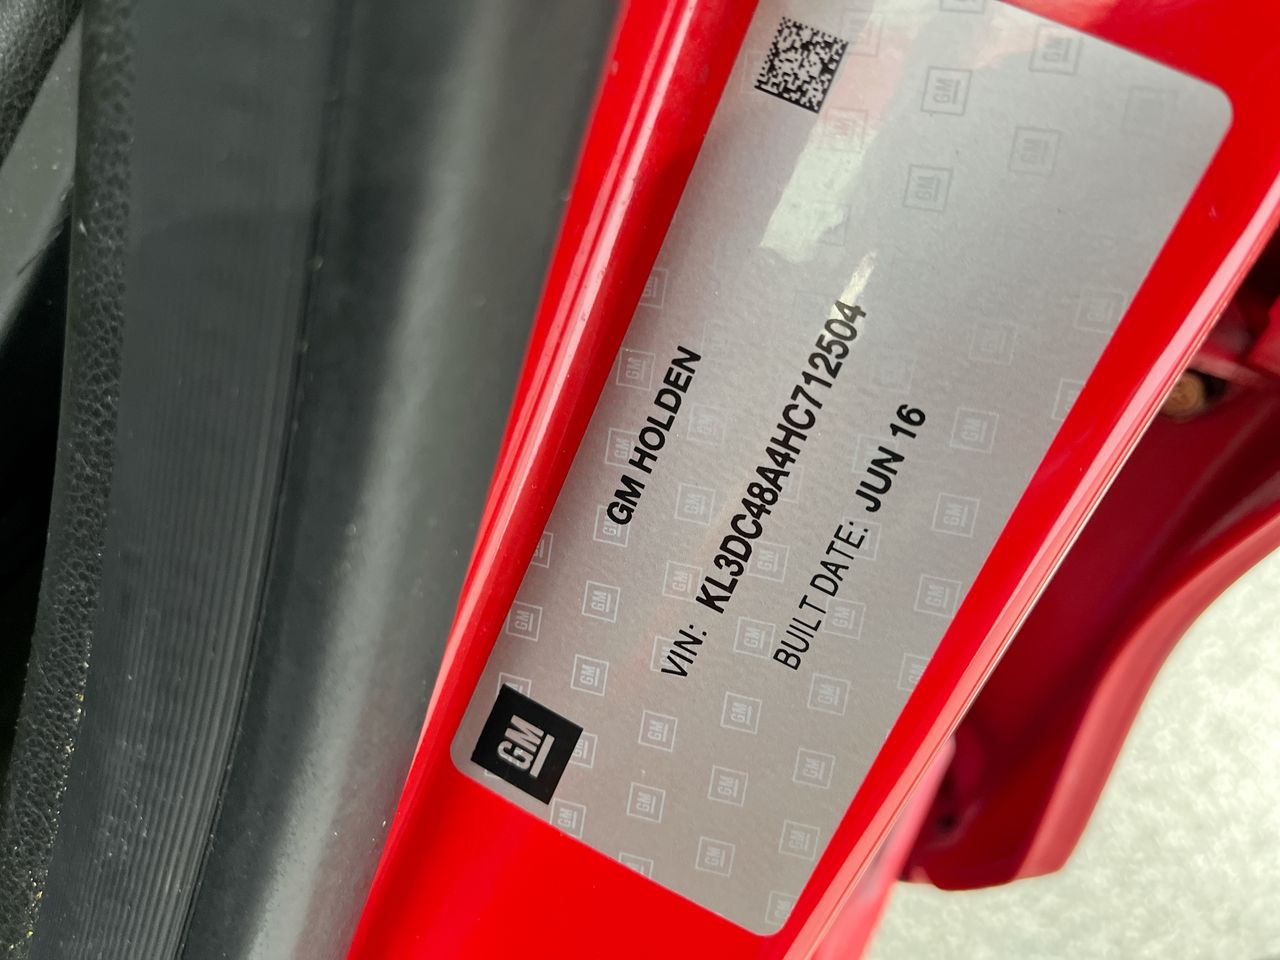 GM HOLDEN
VIN: KL3DC48A4HC712504
BUILT DATE: JUN 16
GM